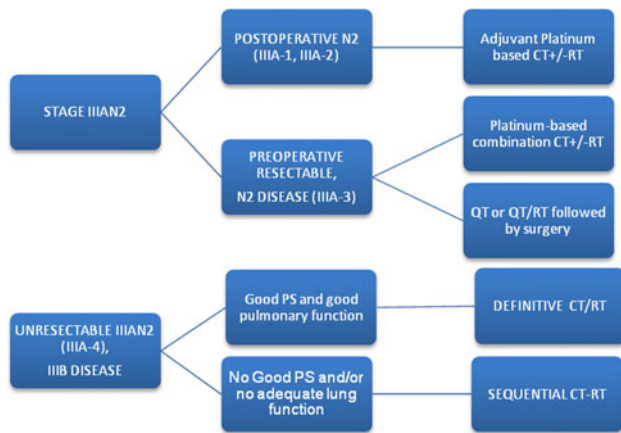 POSTOPERATIVE N2
(IIIA-1, IIIA-2)
Adjuvant Platinum
based CT+/-RT
STAGE IIIAN2
Platinum-based
combination CT+/-RT
PREOPERATIVE
RESECTABLE,
N2 DISEASE (IIIA-3)
QT or QT/RT followed
by surgery
Good PS and good
pulmonary function
DEFINITIVE CT/RT
UNRESECTABLE IIIAN2
(IIIA-4),
IIIB DISEASE
No Good PS and/or
no adequate lung
function
SEQUENTIAL CT-RT